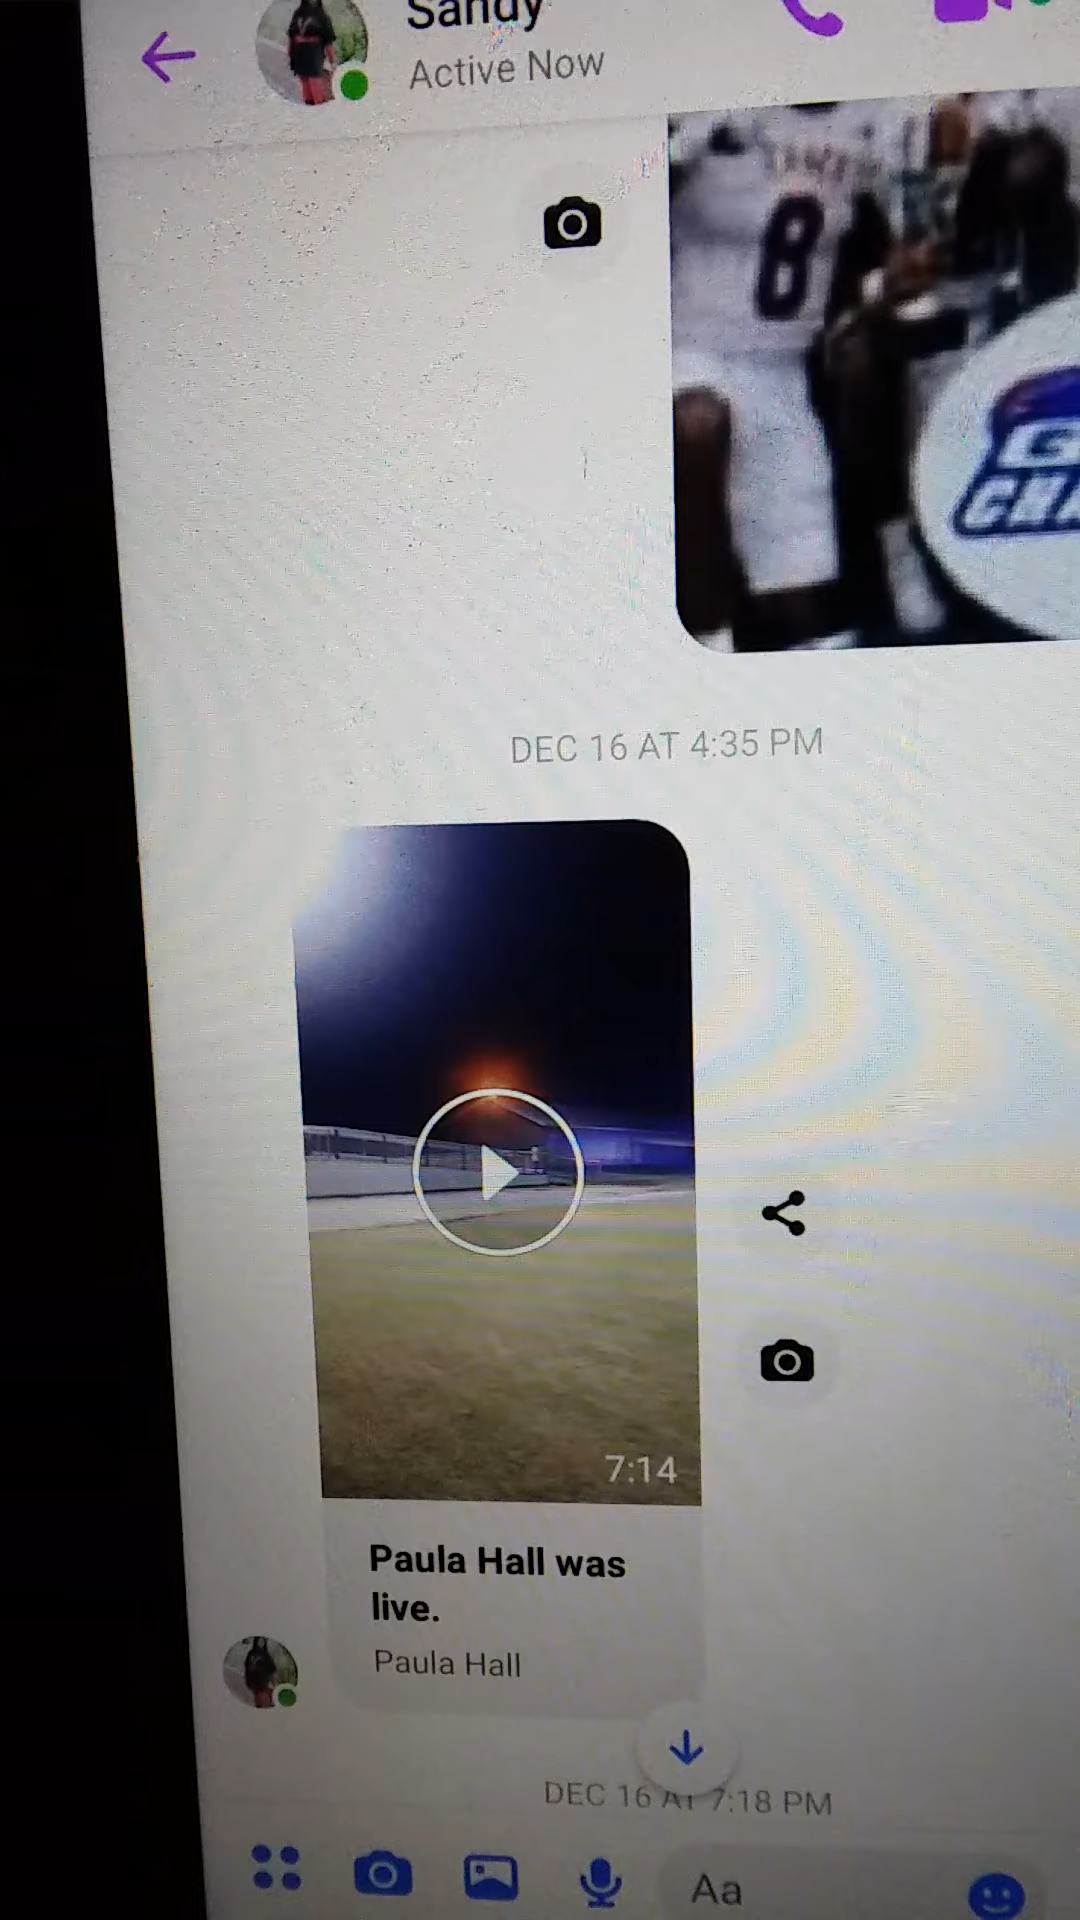 Sandy
Active Now
8
DEC 16 AT 4:35 PM
7:14
Paula Hall was
live.
Paula Hall
DEC 16 AT 7:18 PM
Aa